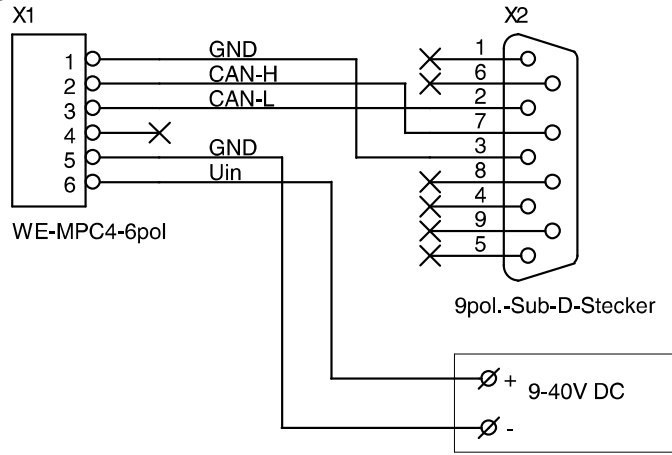 X1
X2
1
2
3
4
5
6
GND
CAN-H
CAN-L
GND
Uin
WE-MPC4-6pol
1
6
2
7
3
8
4
9
5
9pol.-Sub-D-Stecker
+
9-40V DC
-